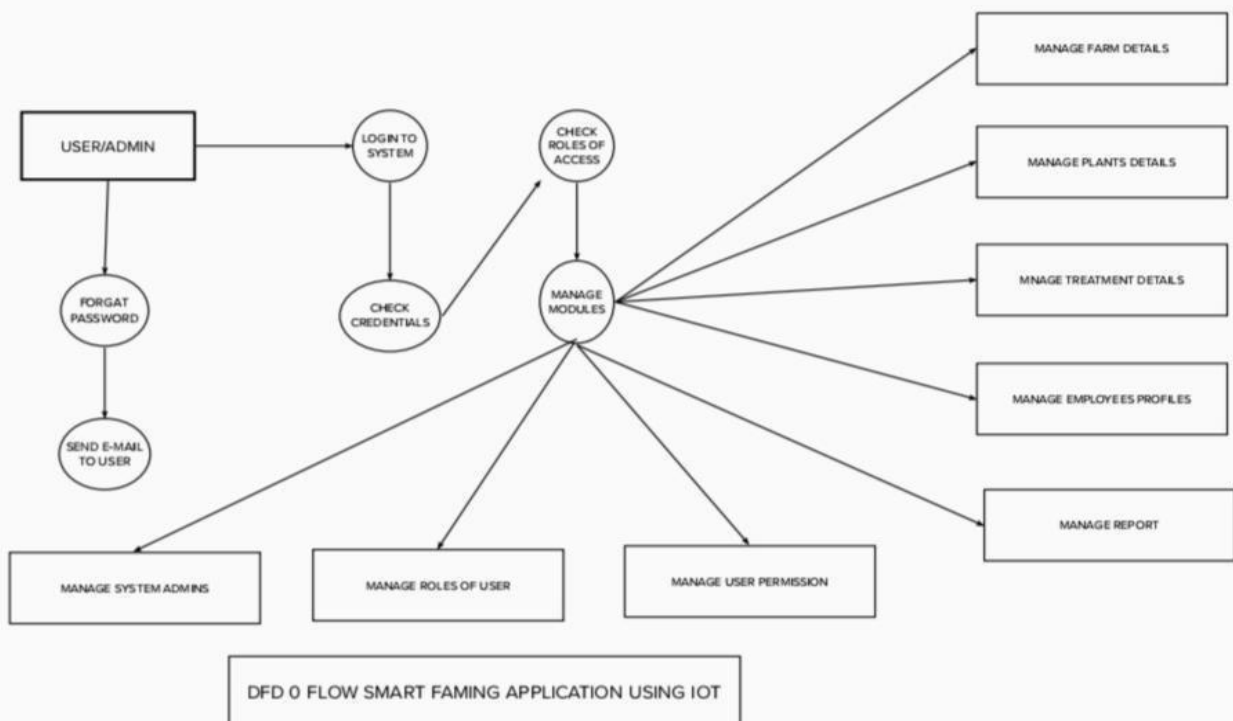 MANAGE FARM DETAILS
USER/ADMIN
LOGIN TO
SYSTEM
CHECK
ROLES OF
ACCESS
MANAGE PLANTS DETAILS
FORGAT
PASSWORD
CHECK
CREDENTIALS
MANAGE
MODULES
MNAGE TREATMENT DETAILS
MANAGE EMPLOYEES PROFILES
SEND E-MAIL
TO USER
MANAGE REPORT
MANAGE SYSTEM ADMINS
MANAGE ROLES OF USER
MANAGE USER PERMISSION
DFD 0 FLOW SMART FAMING APPLICATION USING IOT